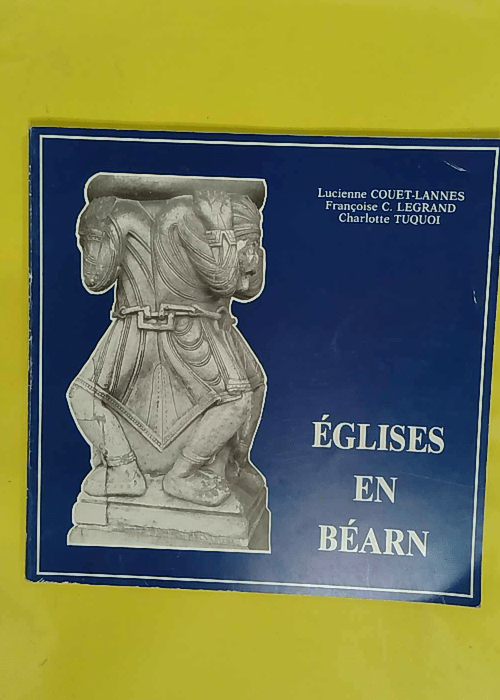 Lucienne COUET-LANNES
Françoise C. LEGRAND
Charlotte TUQUOI
ÉGLISES
EN
BÉARN